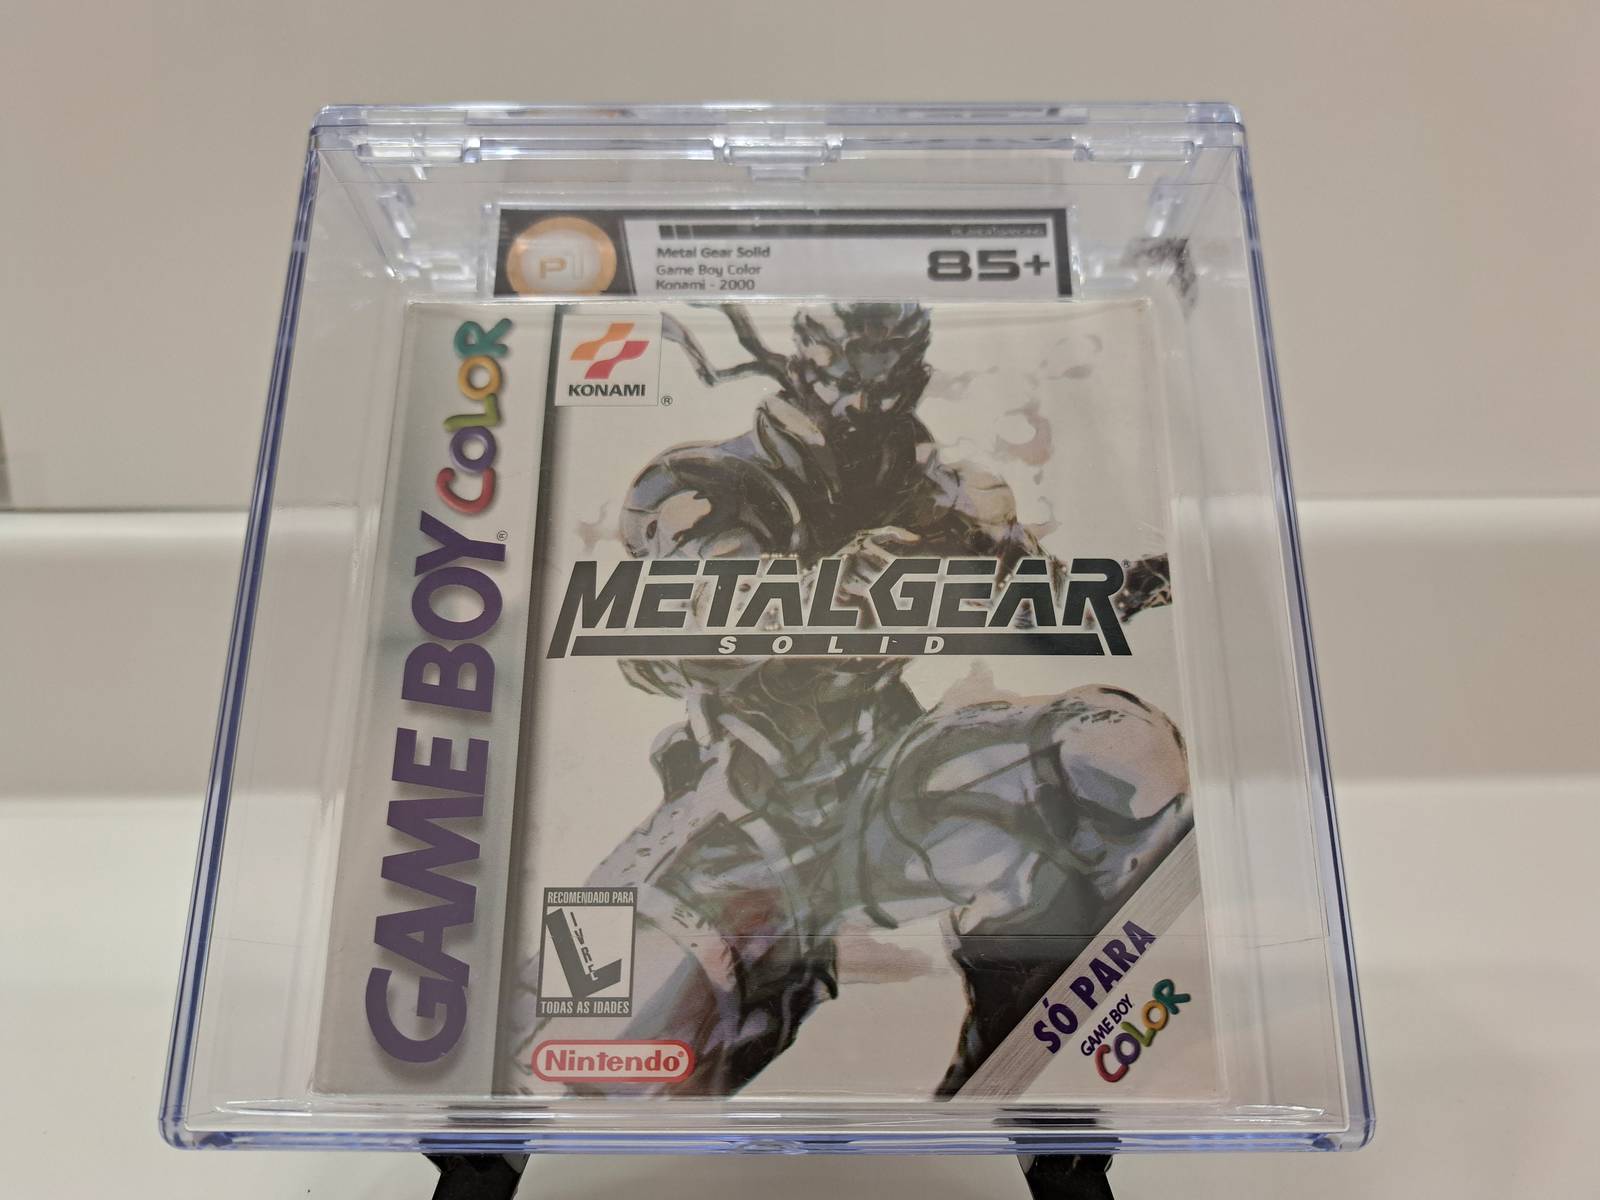 P1
Metal Gear Solid
Game Boy Color
Konami - 2000
85+
GAME BOY COLOR
®
KONAMI
®
METAL GEAR
®
SOLID
RECOMENDADO PARA
LIVRE
TODAS AS IDADES
Nintendo®
SÓ PARA
GAME BOY
COLOR